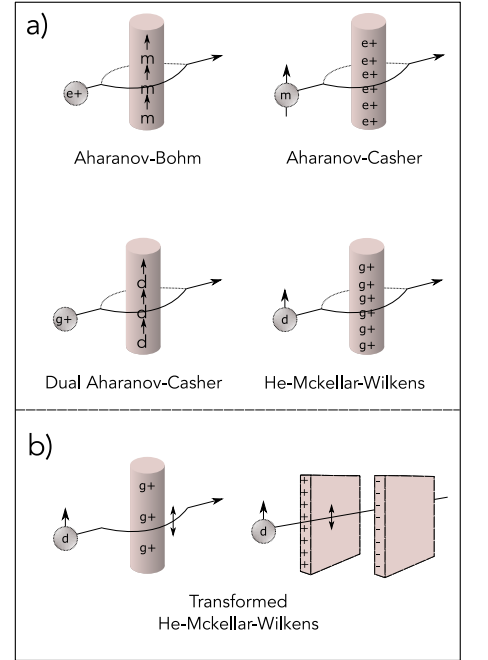 a)
e+
m
m
m
Aharanov-Bohm
m
e+
e+
e+
e+
e+
e+
Aharanov-Casher
g+
d
d
d
Dual Aharanov-Casher
d
g+
g+
g+
g+
g+
g+
He-Mckellar-Wilkens
b)
d
g+
g+
g+
d
+
+
+
+
+
+
+
+
-
-
-
-
-
-
-
-
Transformed
He-Mckellar-Wilkens